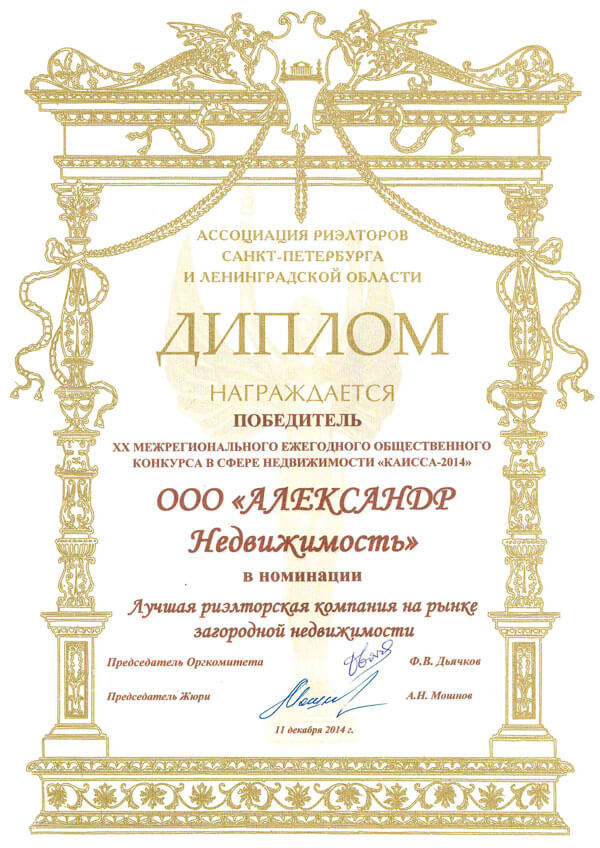 АССОЦИАЦИЯ РИЭЛТОРОВ
САНКТ-ПЕТЕРБУРГА
И ЛЕНИНГРАДСКОЙ ОБЛАСТИ
ДИПЛОМ
НАГРАЖДАЕТСЯ
ПОБЕДИТЕЛЬ
XX МЕЖРЕГИОНАЛЬНОГО ЕЖЕГОДНОГО ОБЩЕСТВЕННОГО
КОНКУРСА В СФЕРЕ НЕДВИЖИМОСТИ «КАИССА-2014»
ООО «АЛЕКСАНДР
Недвижимость»
в номинации
Лучшая риэлторская компания на рынке
загородной недвижимости
Председатель Оргкомитета Ф.В. Дьячков
Председатель Жюри А.Н. Мошнов
11 декабря 2014 г.